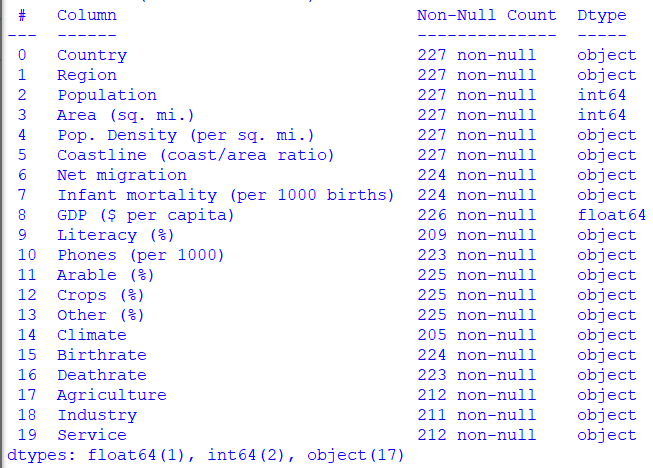 #   Column                              Non-Null Count  Dtype
---  ------                              --------------  -----
 0   Country                             227 non-null    object
 1   Region                              227 non-null    object
 2   Population                          227 non-null    int64
 3   Area (sq. mi.)                      227 non-null    int64
 4   Pop. Density (per sq. mi.)          227 non-null    object
 5   Coastline (coast/area ratio)        227 non-null    object
 6   Net migration                       224 non-null    object
 7   Infant mortality (per 1000 births)  224 non-null    object
 8   GDP ($ per capita)                  226 non-null    float64
 9   Literacy (%)                        209 non-null    object
 10  Phones (per 1000)                   223 non-null    object
 11  Arable (%)                          225 non-null    object
 12  Crops (%)                           225 non-null    object
 13  Other (%)                           225 non-null    object
 14  Climate                             205 non-null    object
 15  Birthrate                           224 non-null    object
 16  Deathrate                           223 non-null    object
 17  Agriculture                         212 non-null    object
 18  Industry                            211 non-null    object
 19  Service                             212 non-null    object
dtypes: float64(1), int64(2), object(17)